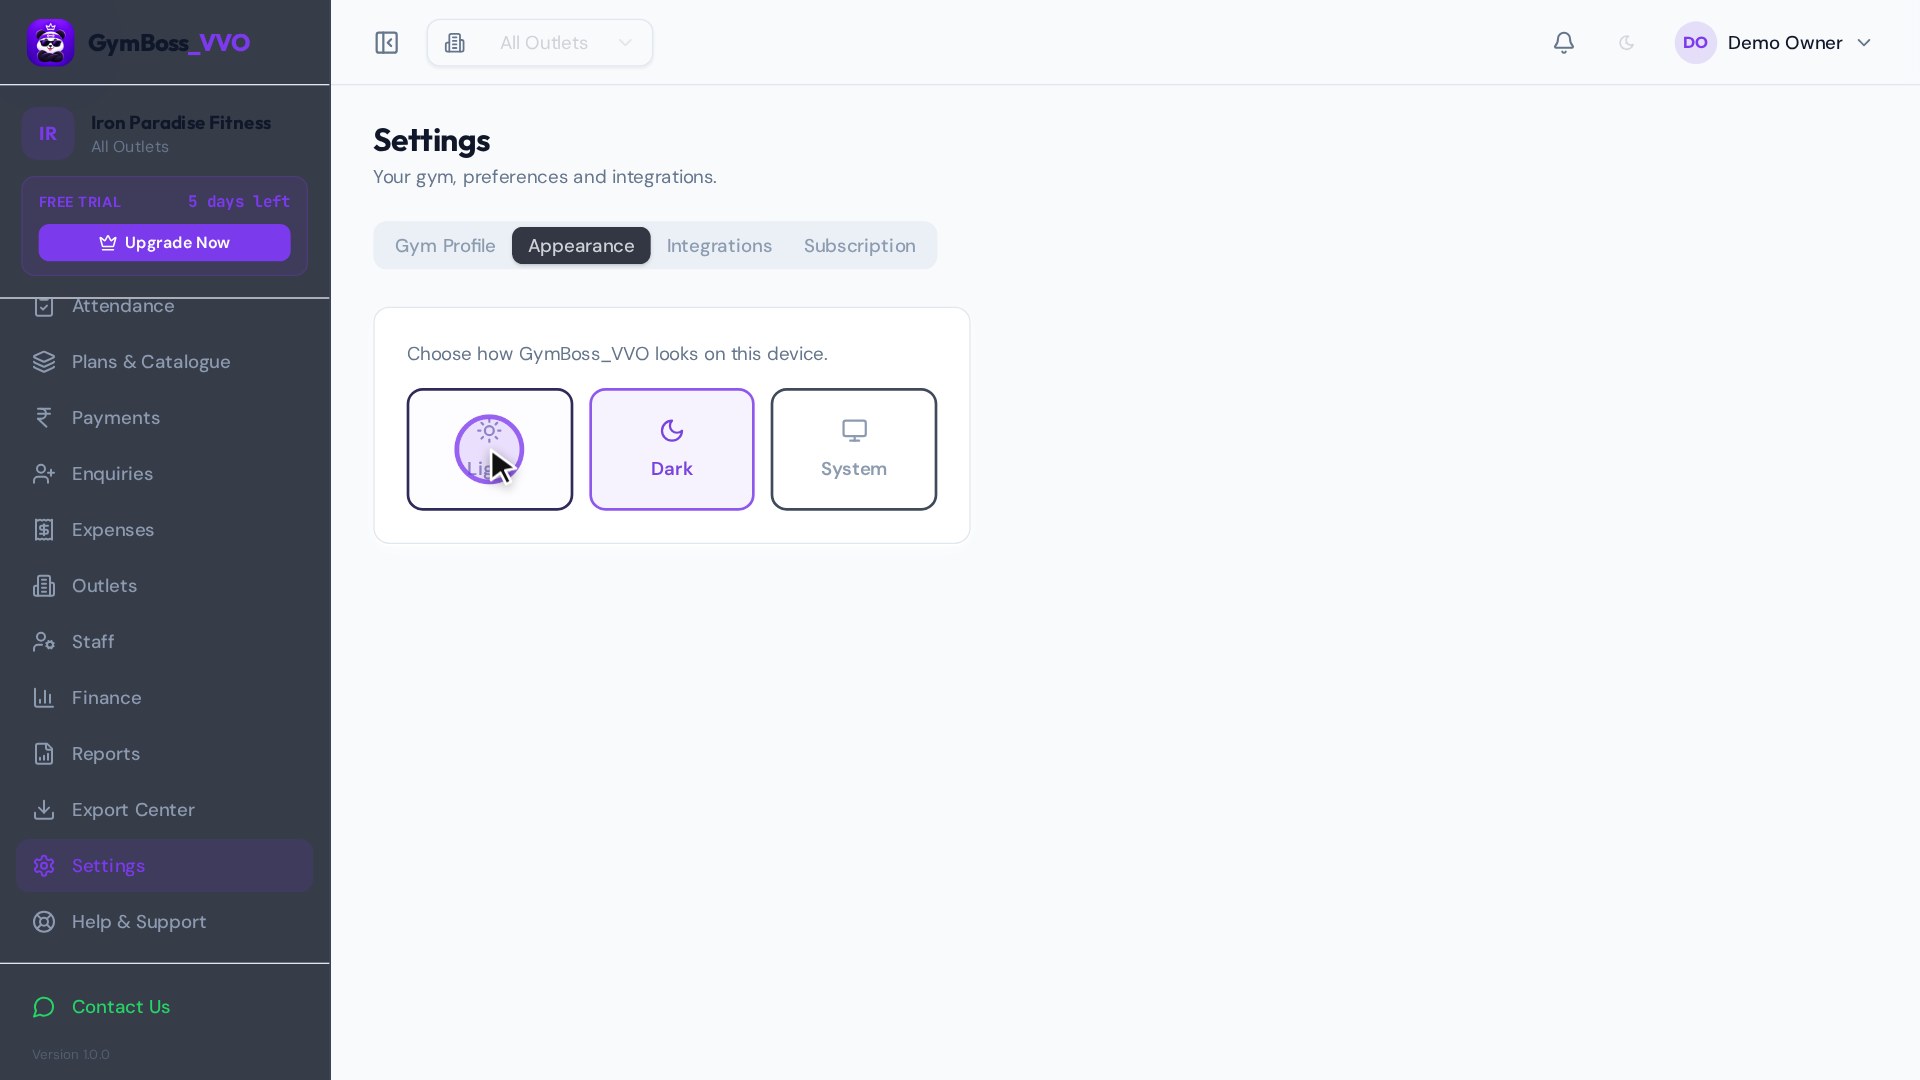 GymBoss_VVO
All Outlets
DO
Demo Owner
IR
Iron Paradise Fitness
All Outlets
FREE TRIAL
5 days left
Upgrade Now
Attendance
Plans & Catalogue
Payments
Enquiries
Expenses
Outlets
Staff
Finance
Reports
Export Center
Settings
Help & Support
Contact Us
Version 1.0.0
Settings
Your gym, preferences and integrations.
Gym Profile
Appearance
Integrations
Subscription
Choose how GymBoss_VVO looks on this device.
Dark
System